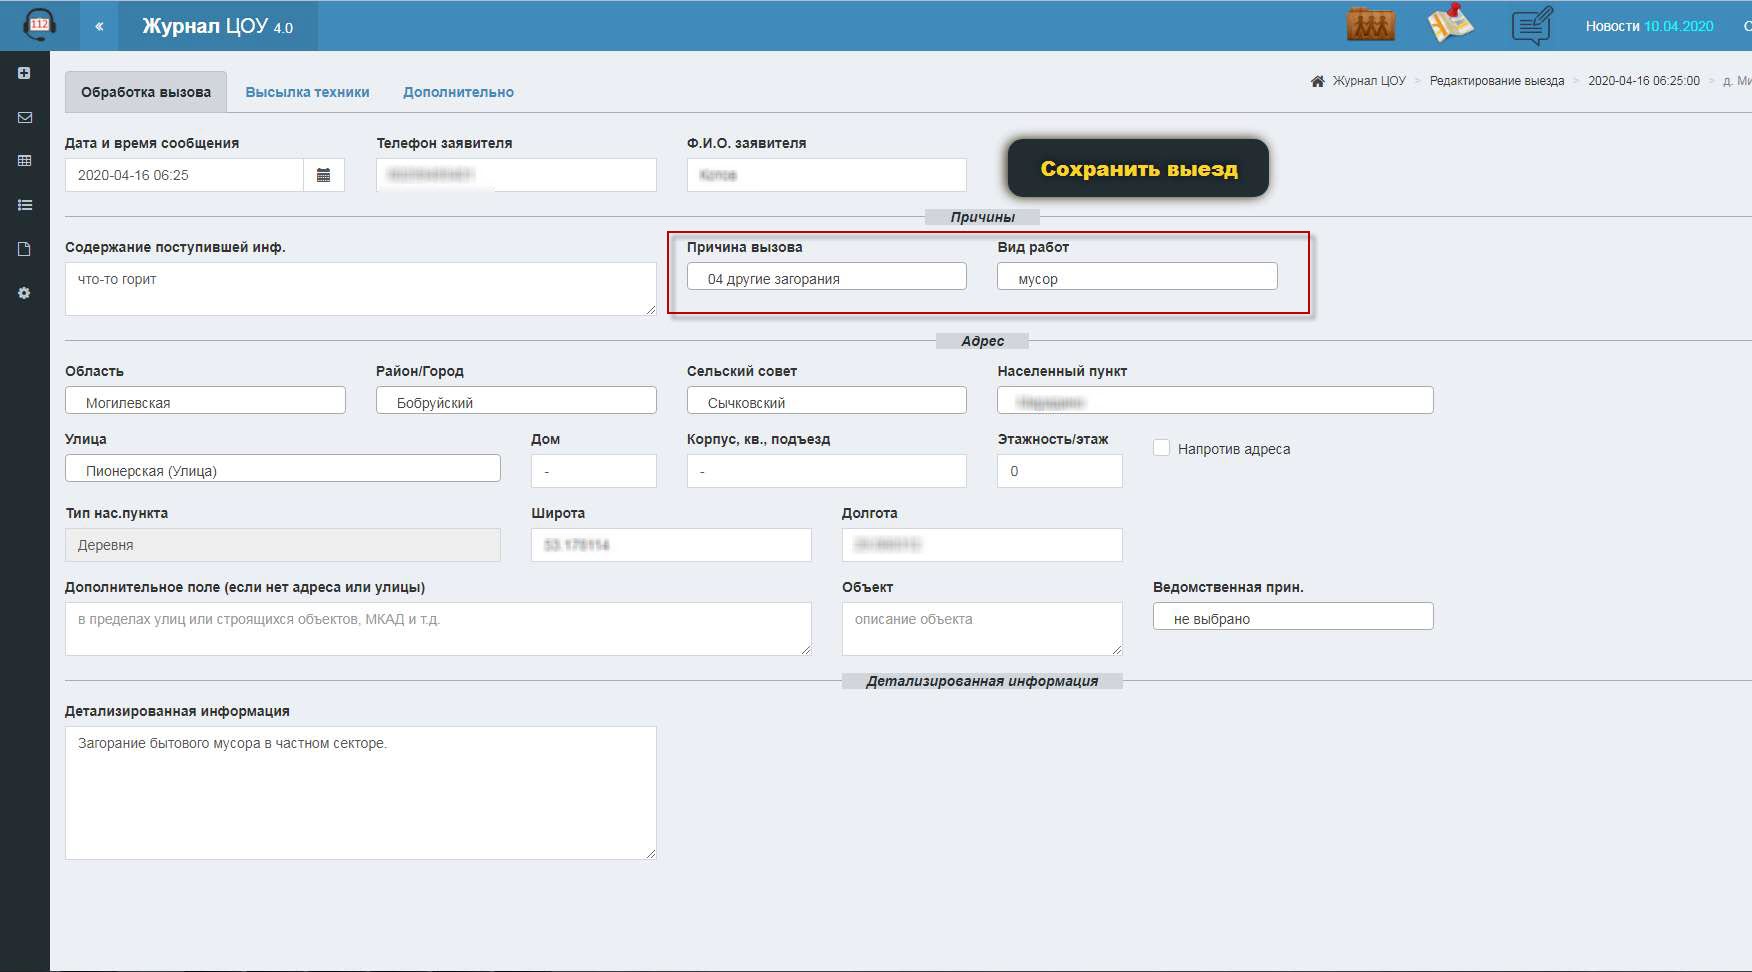 112
«
Журнал ЦОУ 4.0
Новости 10.04.2020
Обработка вызова
Высылка техники
Дополнительно
Журнал ЦОУ > Редактирование выезда > 2020-04-16 06:25:00 > д. Ми
Дата и время сообщения
Телефон заявителя
Ф.И.О. заявителя
2020-04-16 06:25
Сохранить выезд
Причины
Содержание поступившей инф.
Причина вызова
Вид работ
что-то горит
04 другие загорания
мусор
Адрес
Область
Район/Город
Сельский совет
Населенный пункт
Могилевская
Бобруйский
Сычковский
Улица
Дом
Корпус, кв., подъезд
Этажность/этаж
Напротив адреса
Пионерская (Улица)
-
-
0
Тип нас.пункта
Широта
Долгота
Деревня
Дополнительное поле (если нет адреса или улицы)
Объект
Ведомственная прин.
в пределах улиц или строящихся объектов, МКАД и т.д.
описание объекта
не выбрано
Детализированная информация
Детализированная информация
Загорание бытового мусора в частном секторе.